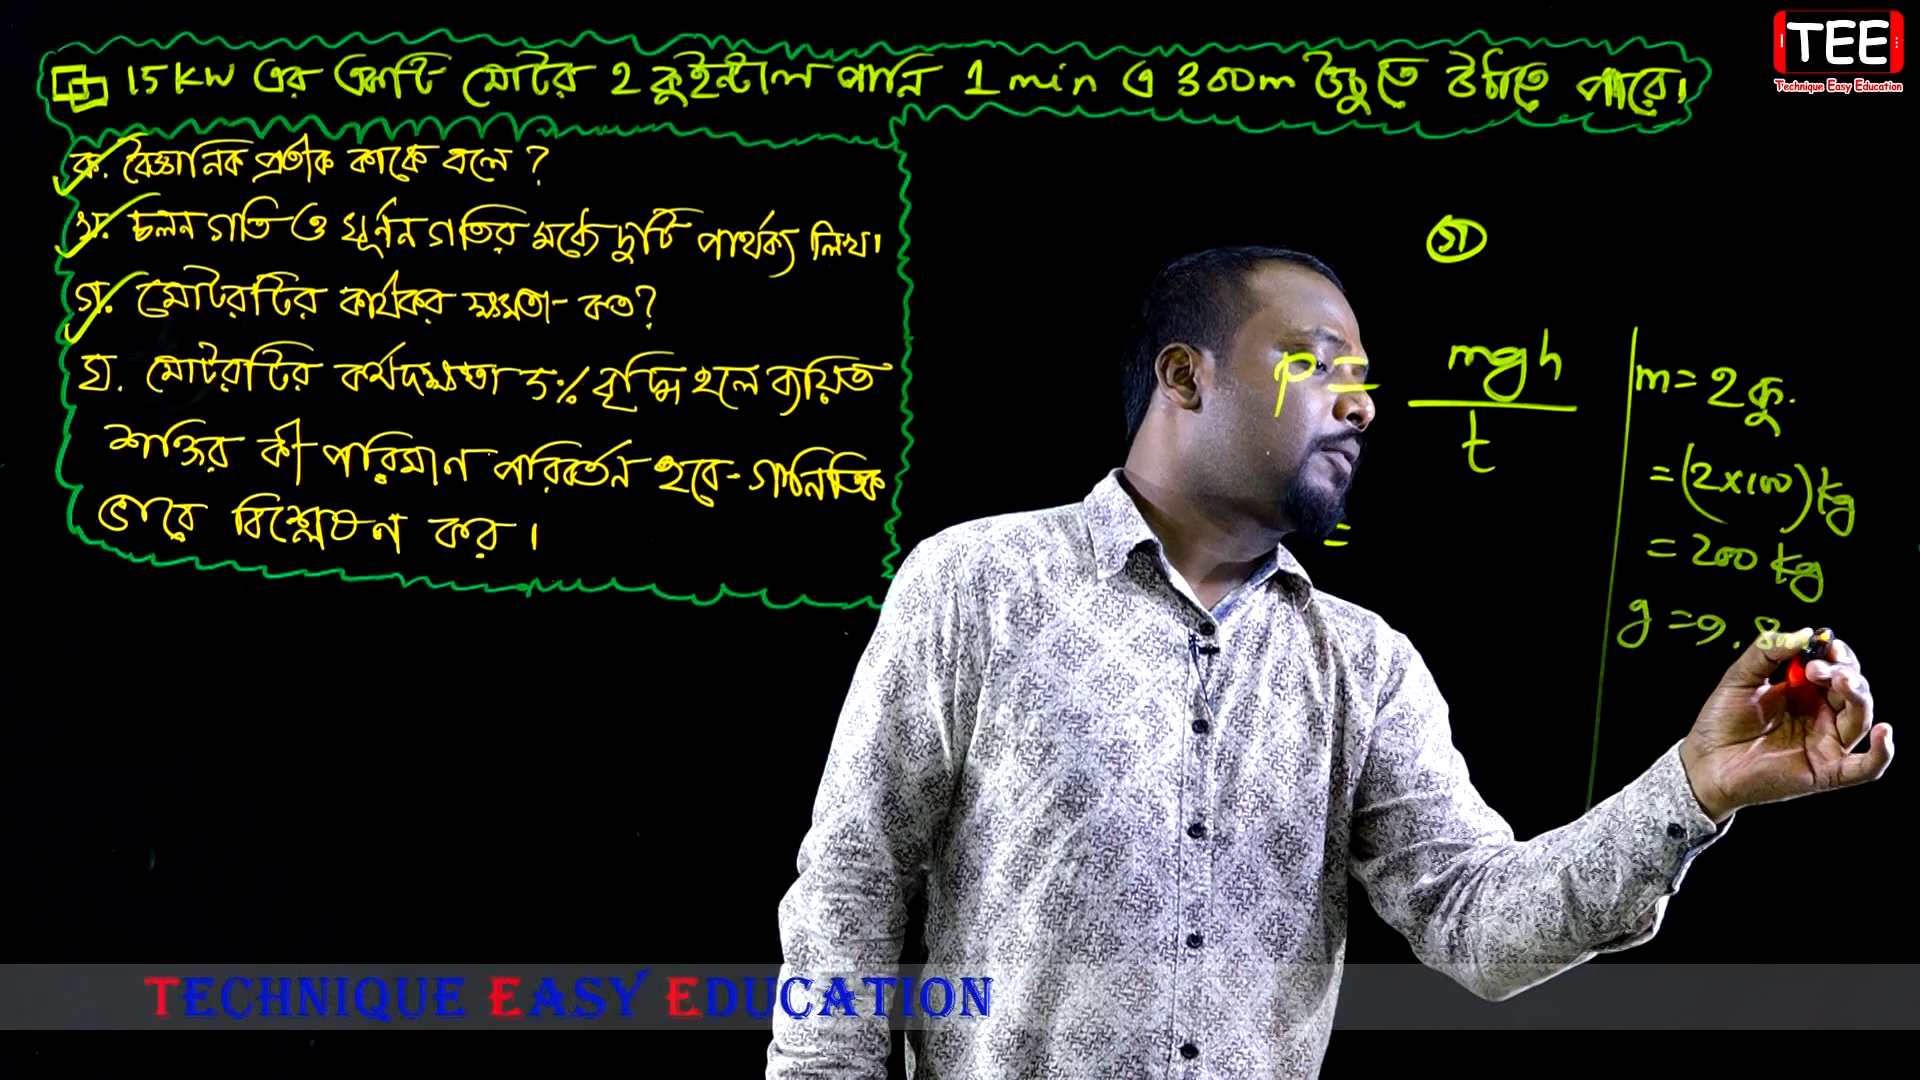 15 KW এর একটি মোটর 2 কুইন্টাল পানি 1 min এ 300m উঁচুতে উঠাতে পারে।
TEE
Technique Easy Education
ক. বৈজ্ঞানিক প্রতীক কাকে বলে ?
খ. চলন গতি ও ঘূর্ণন গতির মধ্যে দুটি পার্থক্য লিখ।
গ. মোটরটির কার্যকর ক্ষমতা কত?
ঘ. মোটরটির কর্মদক্ষতা 5% বৃদ্ধি হলে ব্যয়িত
শক্তির কী পরিমান পরিবর্তন হবে - গানিতিক
ভাবে বিশ্লেষণ কর।
গ
P = mgh / t
=
m = 2 কু.
= (2×100) kg
= 200 kg
g = 9.8
TECHNIQUE EASY EDUCATION